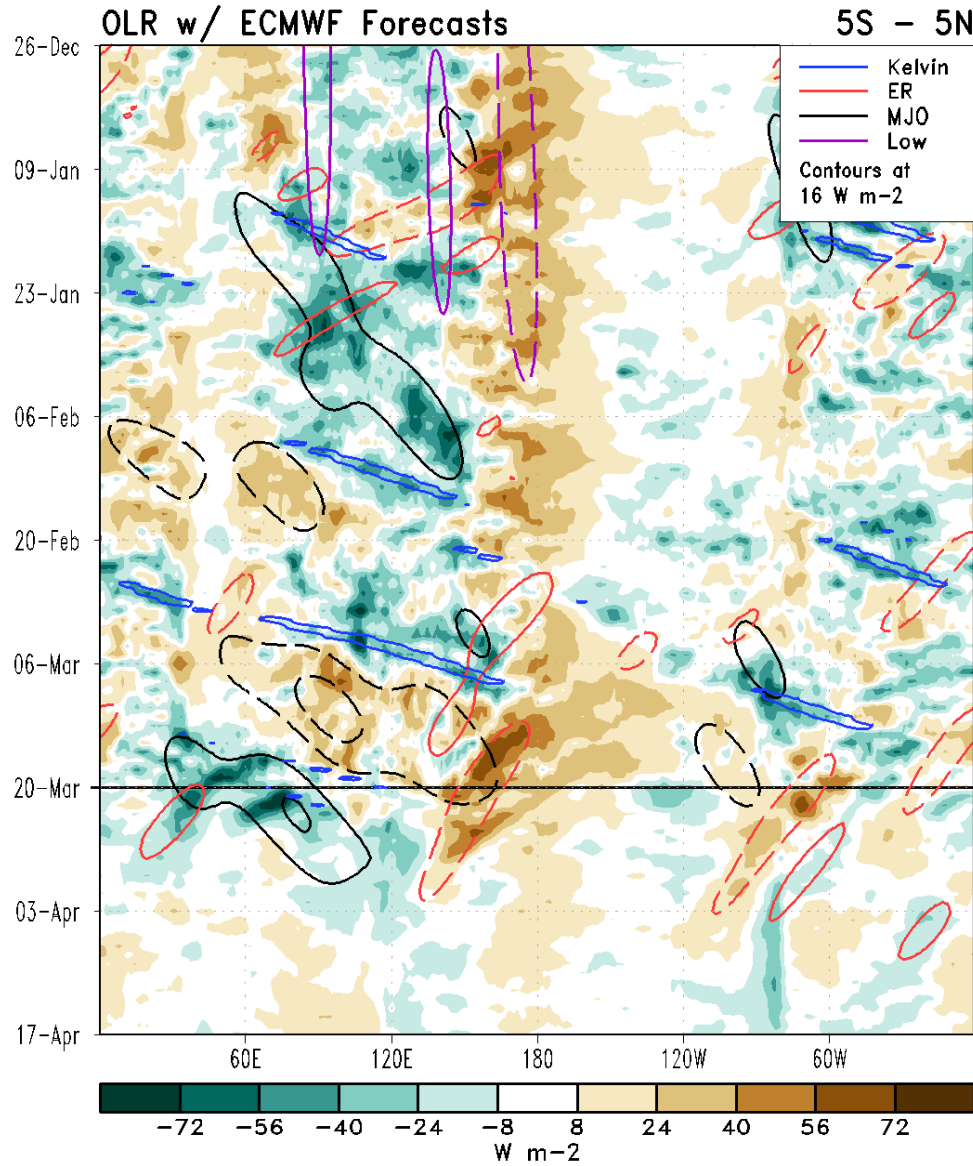 OLR w/ ECMWF Forecasts 5S - 5N
Kelvin
ER
MJO
Low
Contours at
16 W m-2
26-Dec
09-Jan
23-Jan
06-Feb
20-Feb
06-Mar
20-Mar
03-Apr
17-Apr
60E 120E 180 120W 60W
-72 -56 -40 -24 -8 8 24 40 56 72
W m-2